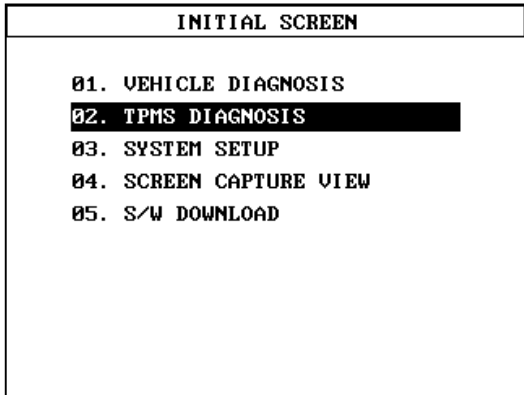 INITIAL SCREEN
01. VEHICLE DIAGNOSIS
02. TPMS DIAGNOSIS
03. SYSTEM SETUP
04. SCREEN CAPTURE VIEW
05. S/W DOWNLOAD